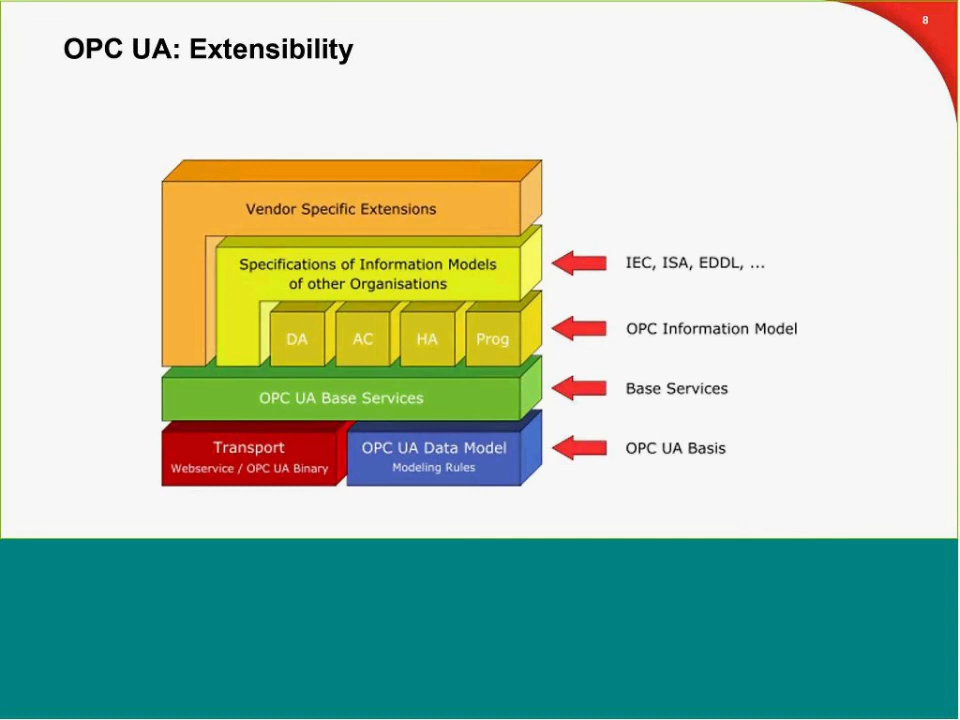 8
OPC UA: Extensibility
Vendor Specific Extensions
Specifications of Information Models
of other Organisations
IEC, ISA, EDDL, ...
DA AC HA Prog
OPC Information Model
OPC UA Base Services
Base Services
Transport
Webservice / OPC UA Binary
OPC UA Data Model
Modeling Rules
OPC UA Basis